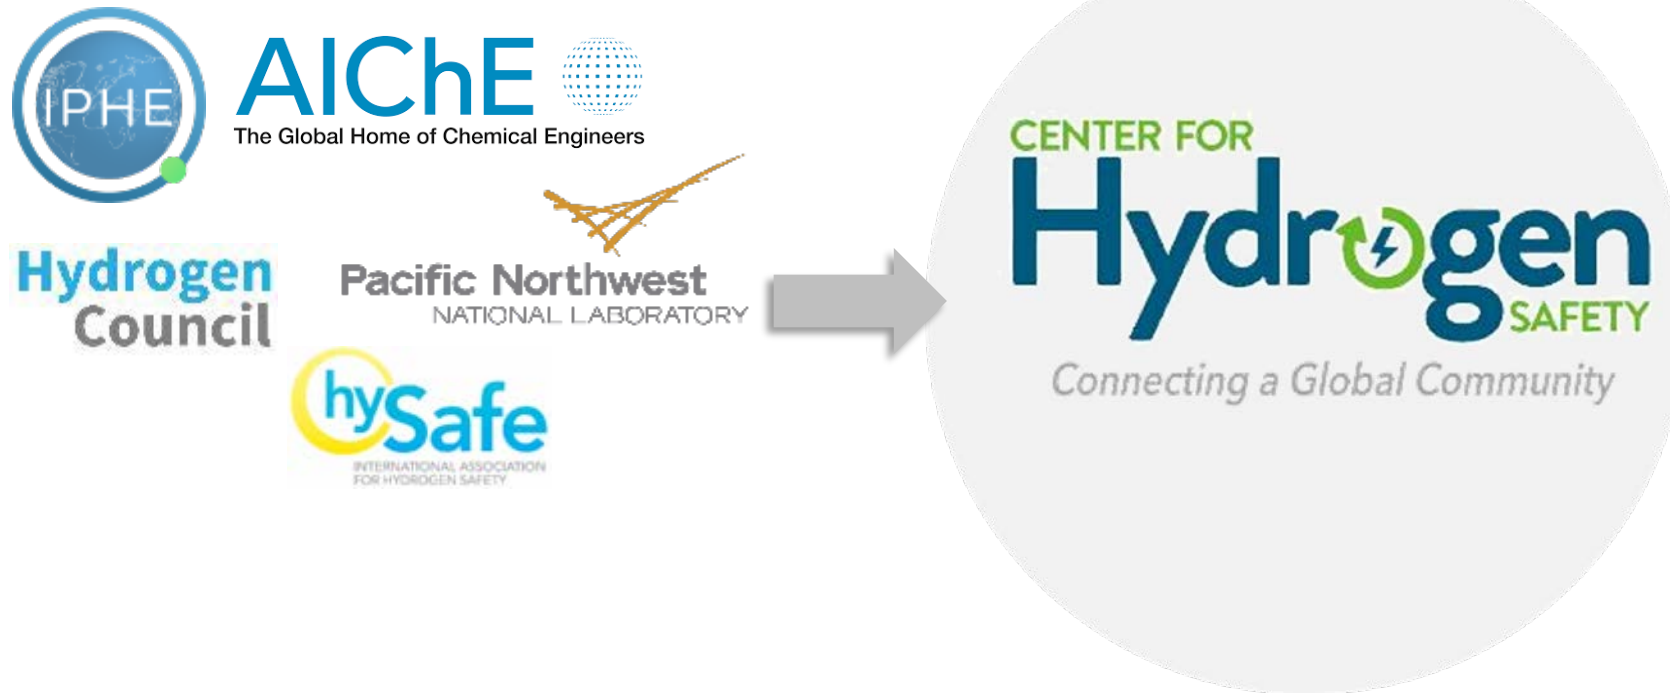 IPHE
AIChE
The Global Home of Chemical Engineers
Hydrogen
Council
Pacific Northwest
NATIONAL LABORATORY
hySafe
INTERNATIONAL ASSOCIATION
FOR HYDROGEN SAFETY
CENTER FOR
Hydrogen
SAFETY
Connecting a Global Community